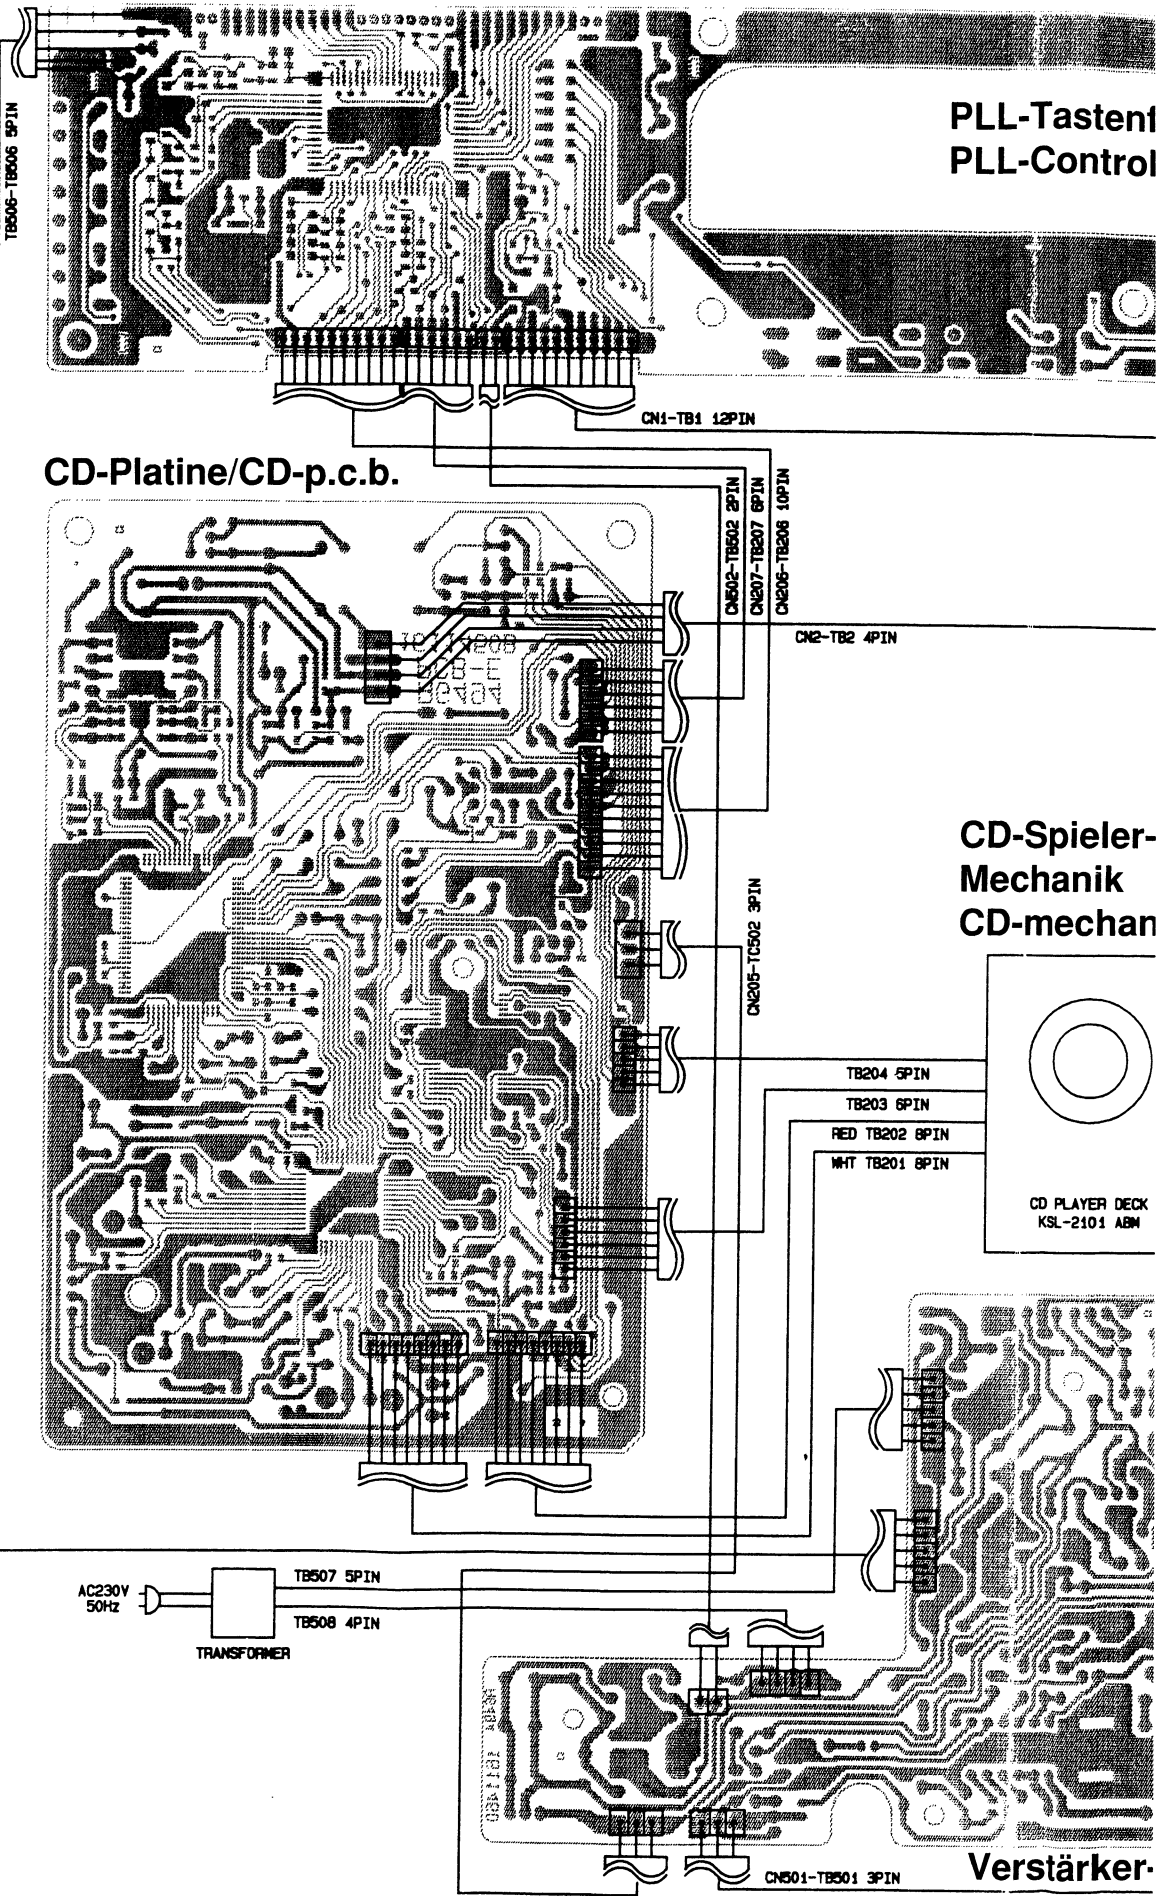 TB506-TB506 5PIN
PLL-Tastenf
PLL-Control
CN1-TB1 12PIN
CD-Platine/CD-p.c.b.
CN502-TB502 2PIN
CN207-TB207 6PIN
CN206-TB206 10PIN
CN2-TB2 4PIN
CD-Spieler-
Mechanik
CD-mechan
CN205-TC502 3PIN
TB204 5PIN
TB203 6PIN
RED TB202 8PIN
WHT TB201 8PIN
CD PLAYER DECK
KSL-2101 ABM
TB507 5PIN
AC230V
50Hz
TB508 4PIN
TRANSFORMER
CN501-TB501 3PIN
Verstärker-